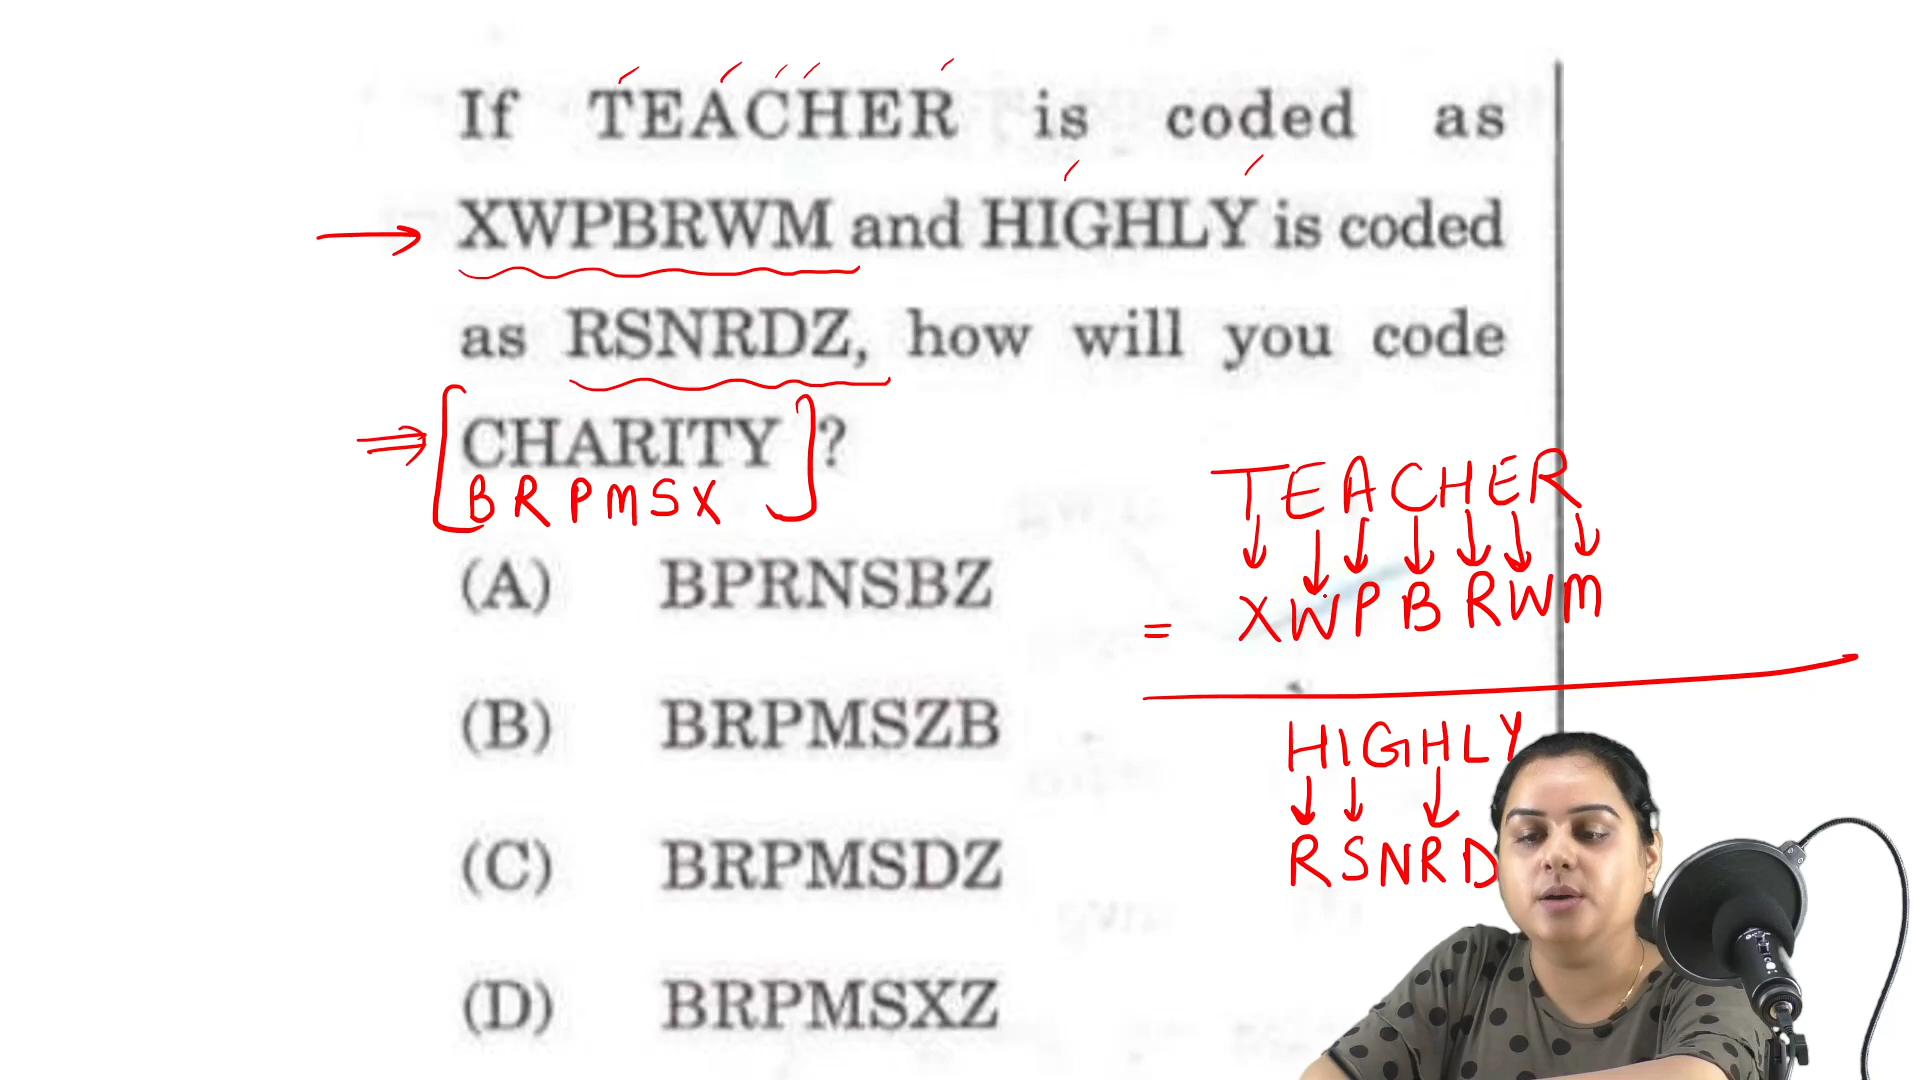 If TEACHER is coded as
XWPBRWM and HIGHLY is coded
as RSNRDZ, how will you code
CHARITY ?
B R P M S X
(A) BPRNSBZ
(B) BRPMSZB
(C) BRPMSDZ
(D) BRPMSXZ
TEACHER
= XWPBRWM
HIGHLY
RSNRD